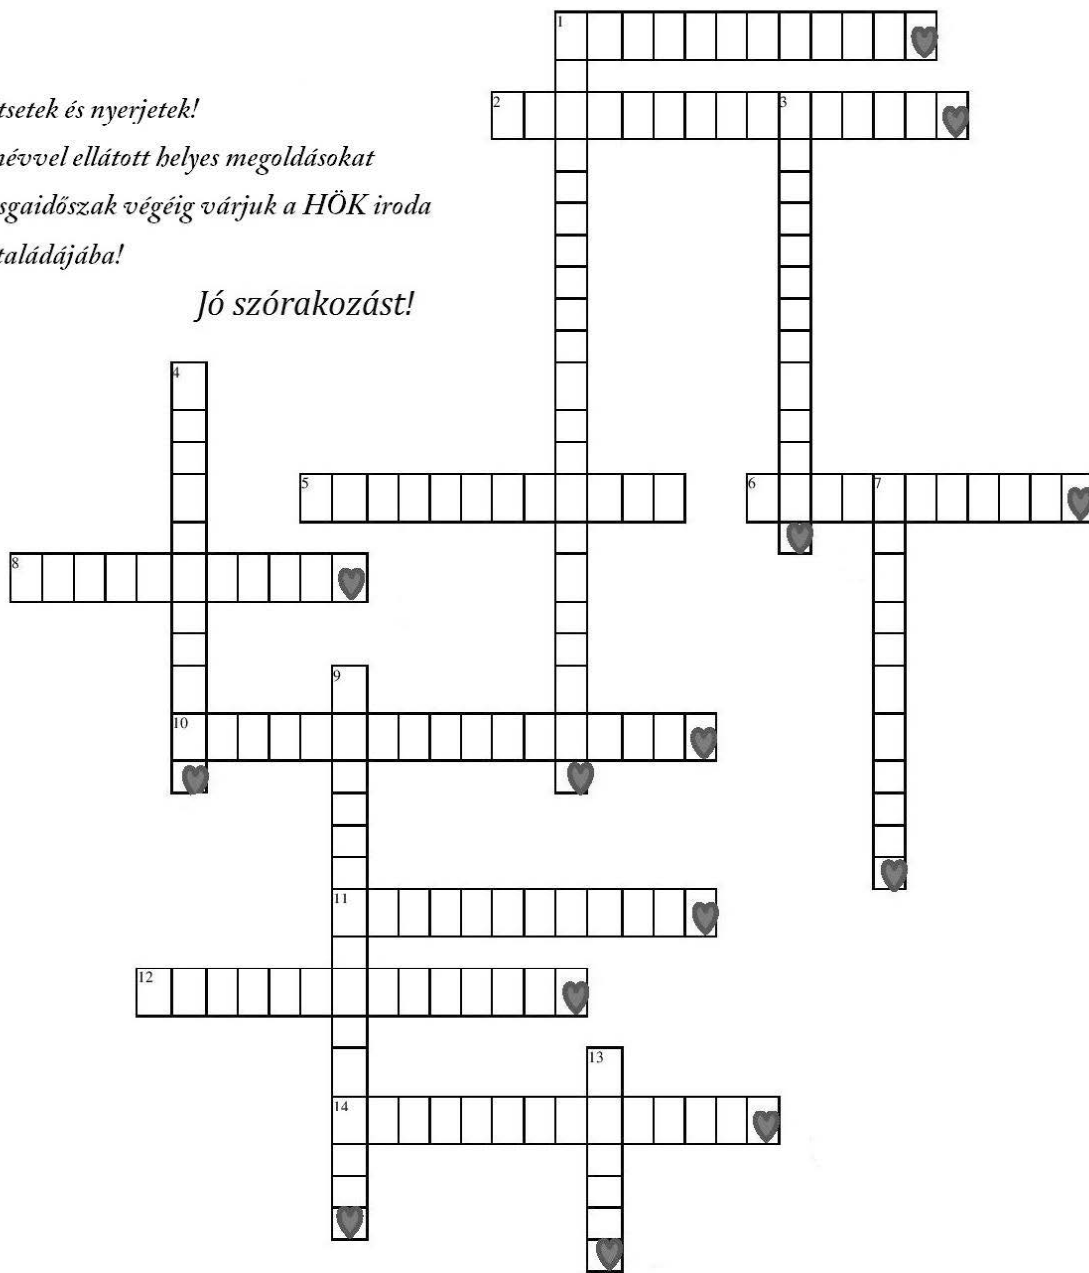 1
2 3
tsetek és nyerjetek!
névvel ellátott helyes megoldásokat
sgaidőszak végéig várjuk a HÖK iroda
taládájába!
Jó szórakozást!
4
5 6 7
8
9
10
11
12
13
14